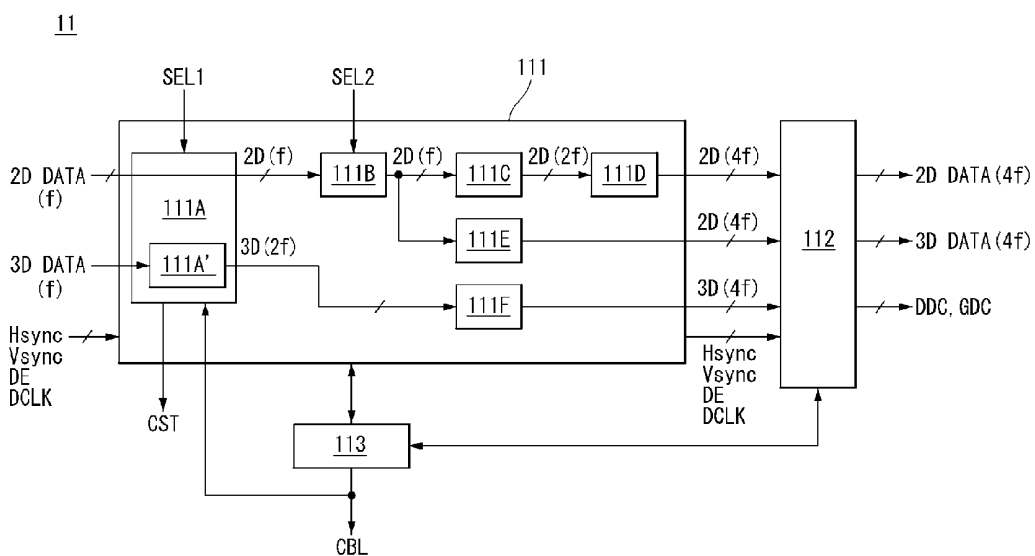 11
111
SEL1
SEL2
2D DATA
(f)
2D(f)
111B
2D(f)
111C
2D(2f)
111D
2D(4f)
2D DATA(4f)
111A
111E
2D(4f)
112
3D DATA(4f)
3D DATA
(f)
111A'
3D(2f)
111F
3D(4f)
DDC, GDC
Hsync
Vsync
DE
DCLK
Hsync
Vsync
DE
DCLK
CST
113
CBL